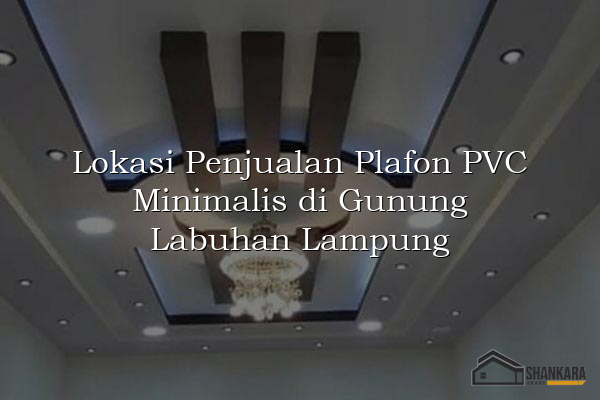 Lokasi Penjualan Plafon PVC
Minimalis di Gunung
Labuhan Lampung
SHANKARA